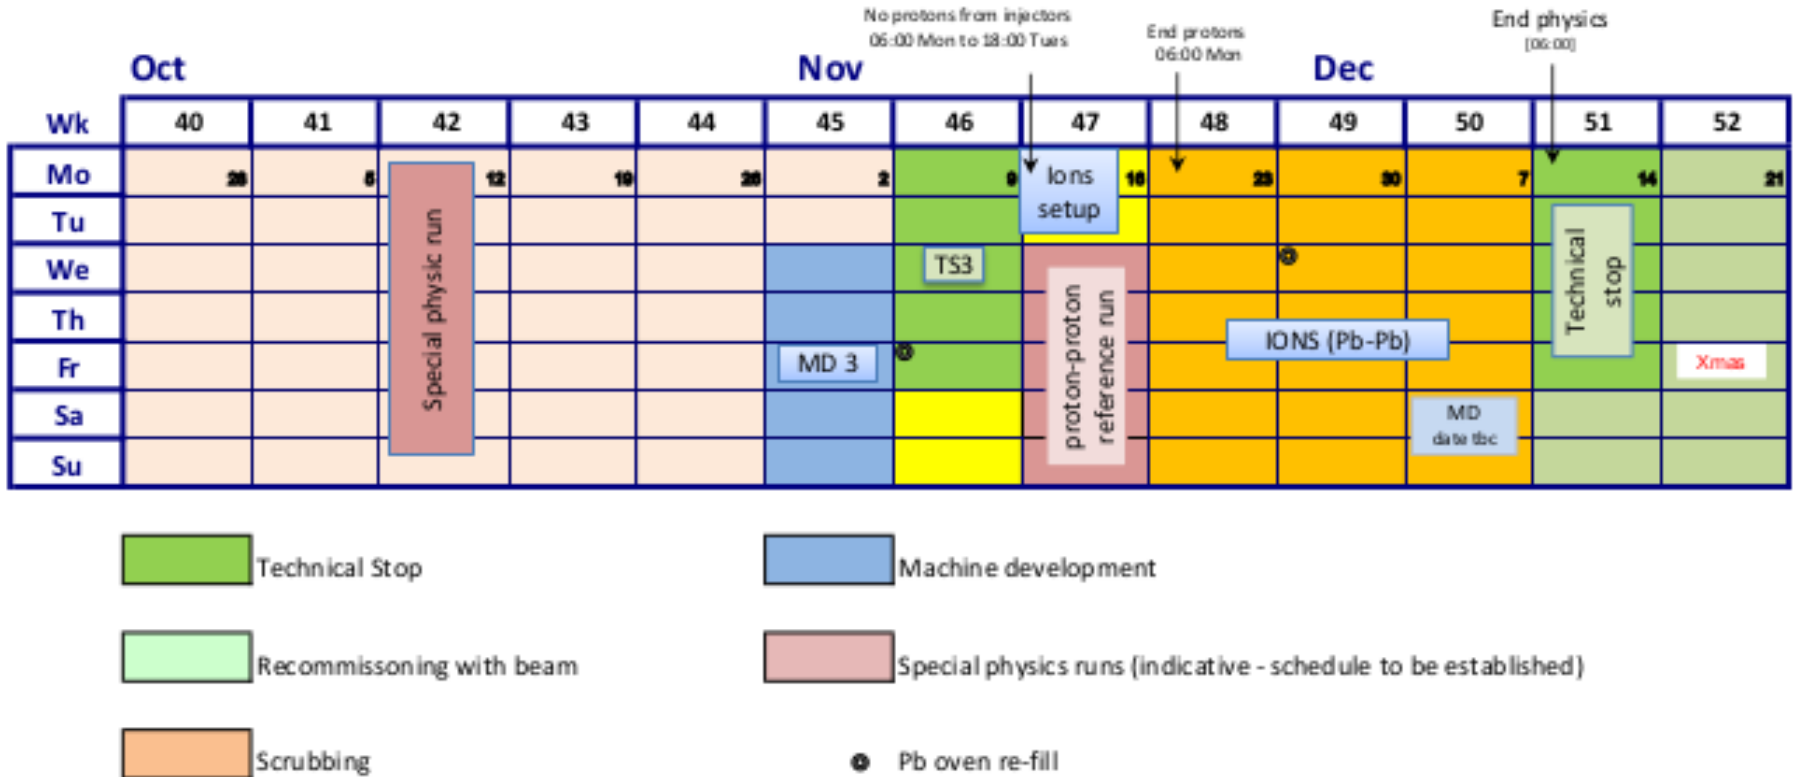 No protons from injectors
06:00 Mon to 18:00 Tues
End protons
06:00 Mon
End physics
[06:00]
Oct Nov Dec
Wk 40 41 42 43 44 45 46 47 48 49 50 51 52
Mo 28 5 12 19 26 2 9 Ions 16 23 30 7 14 21
Tu setup
We TS3
Th
Fr MD 3 IONS (Pb-Pb) Xmas
Sa MD
date tbc
Su
Special physic run
proton-proton
reference run
Technical
stop
Technical Stop
Machine development
Recommissoning with beam
Special physics runs (indicative - schedule to be established)
Scrubbing
Pb oven re-fill